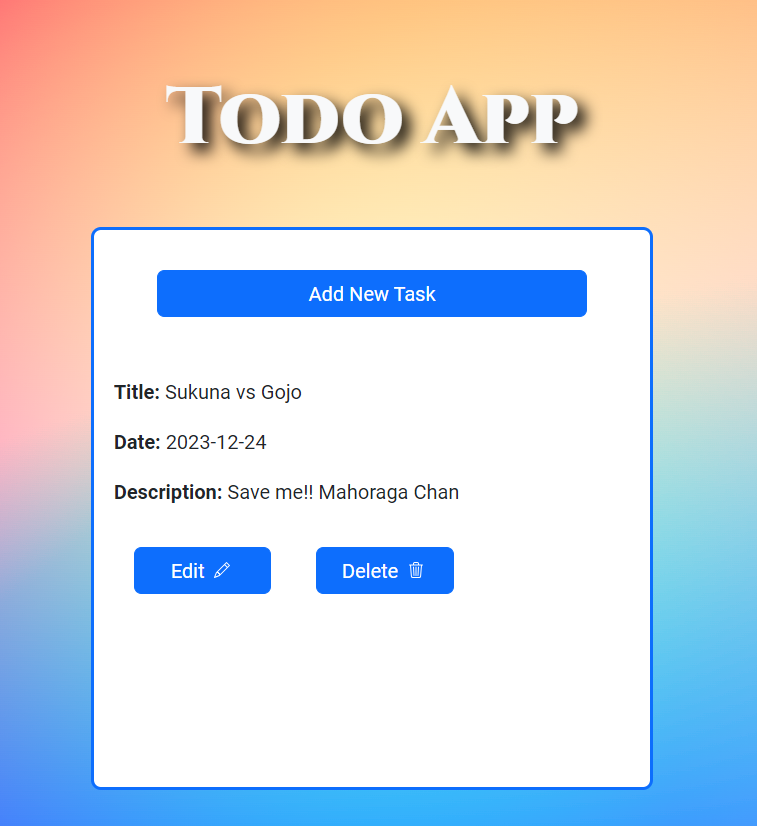 Todo App
Add New Task
Title: Sukuna vs Gojo
Date: 2023-12-24
Description: Save me!! Mahoraga Chan
Edit
Delete